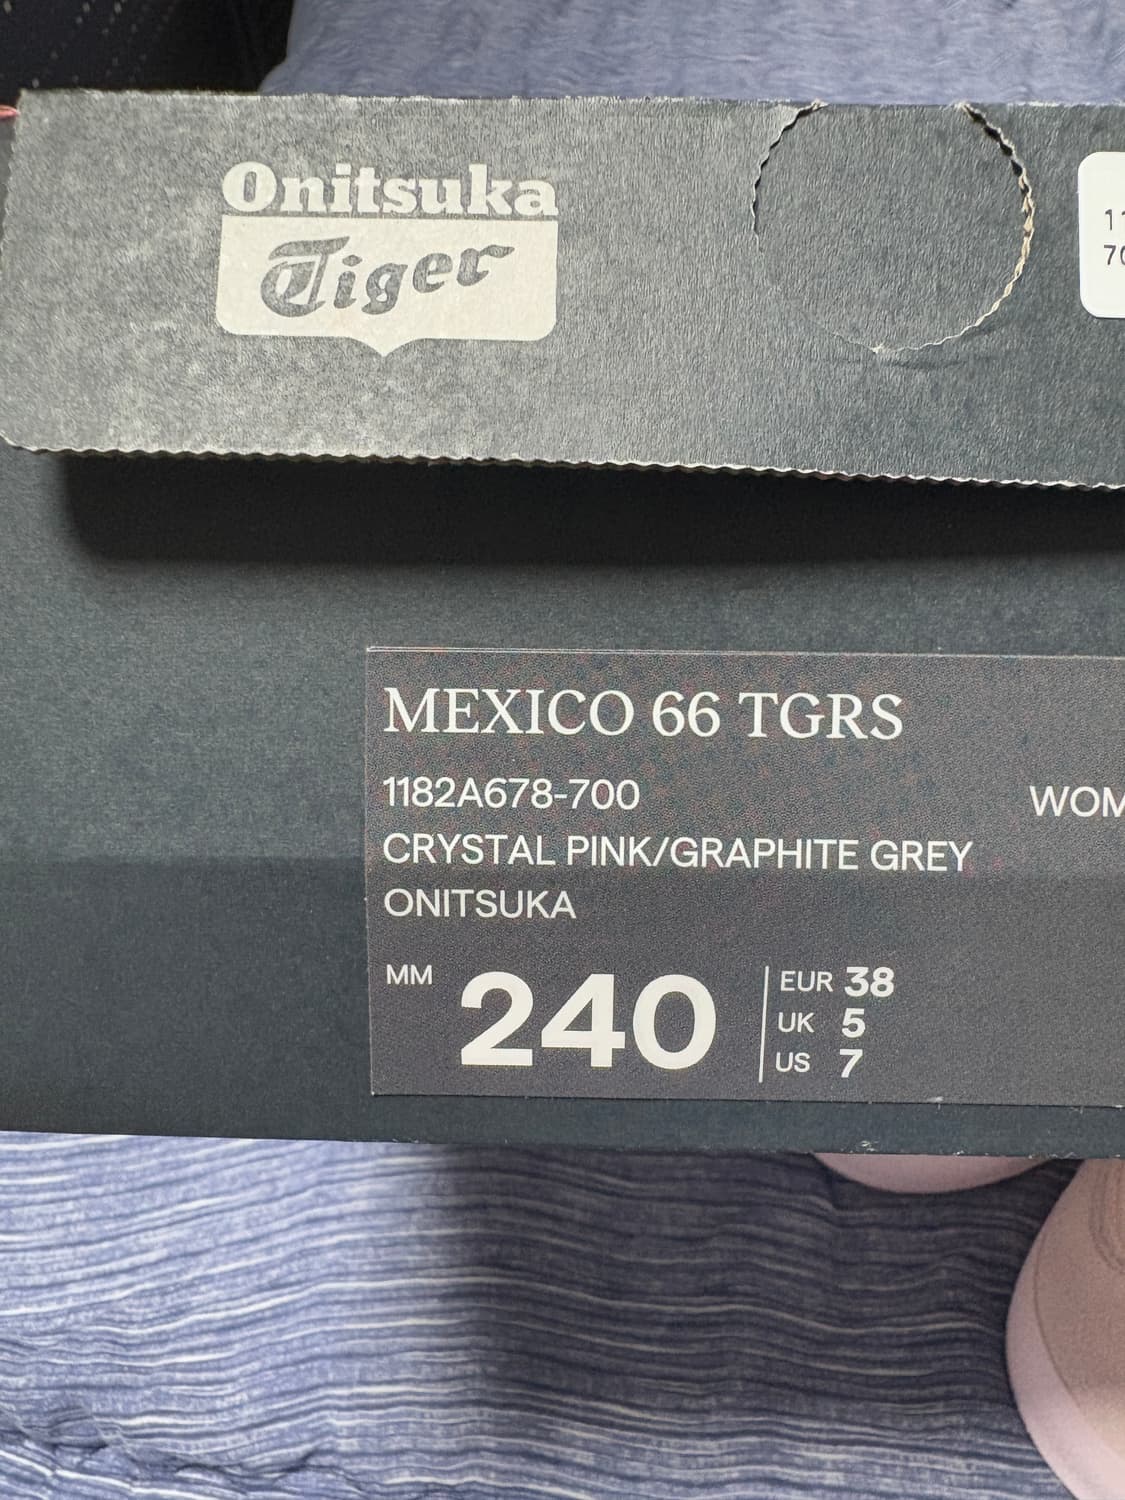 Onitsuka
Tiger
MEXICO 66 TGRS
1182A678-700
CRYSTAL PINK/GRAPHITE GREY
ONITSUKA
MM 240
EUR 38
UK 5
US 7